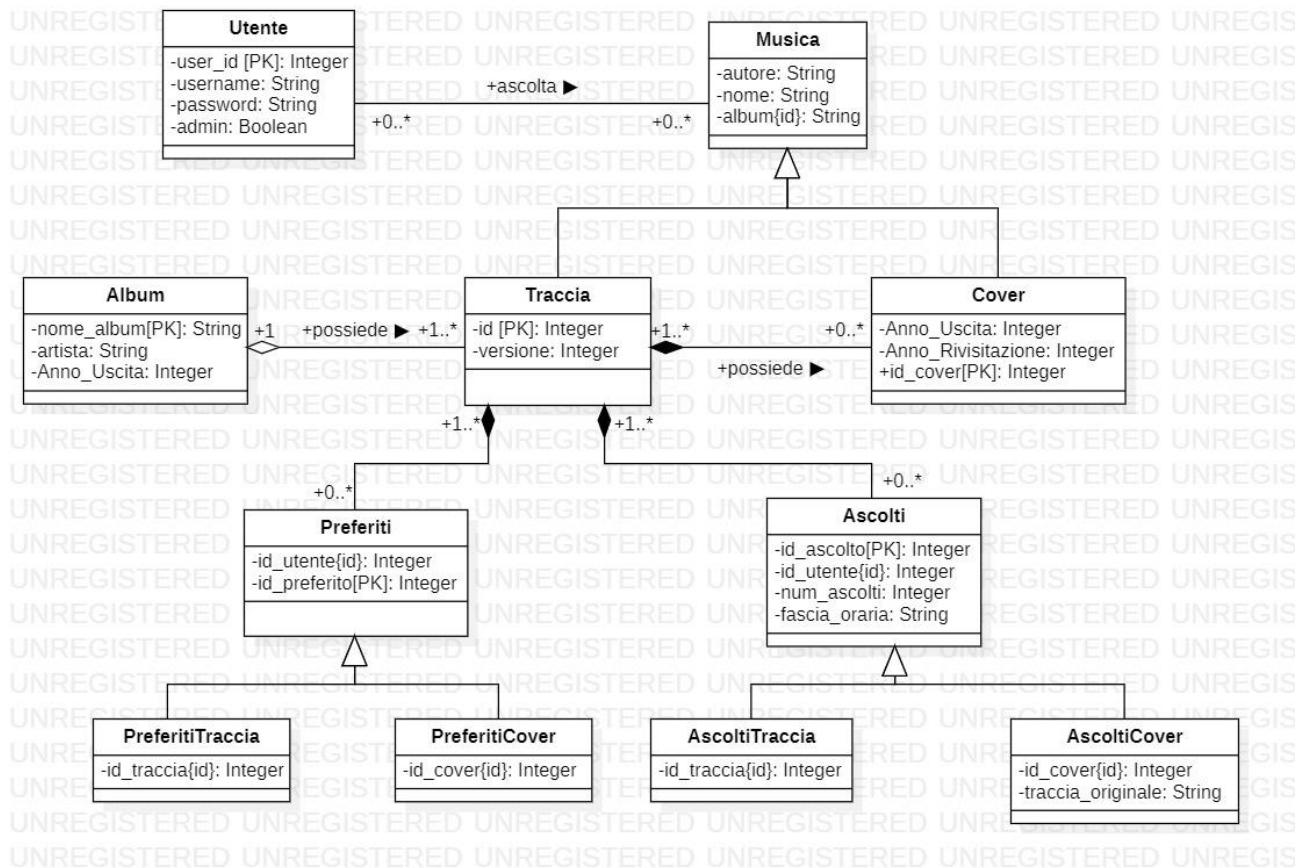 Utente
-user_id [PK]: Integer
-username: String
-password: String
-admin: Boolean
+ascolta ▶
+0..*
+0..*
Musica
-autore: String
-nome: String
-album{id}: String
Album
-nome_album[PK]: String
-artista: String
-Anno_Uscita: Integer
+1
+possiede ▶
+1..*
Traccia
-id [PK]: Integer
-versione: Integer
+1..*
+possiede ▶
+0..*
Cover
-Anno_Uscita: Integer
-Anno_Rivisitazione: Integer
+id_cover[PK]: Integer
+1..*
+1..*
+0..*
+0..*
Preferiti
-id_utente{id}: Integer
-id_preferito[PK]: Integer
Ascolti
-id_ascolto[PK]: Integer
-id_utente{id}: Integer
-num_ascolti: Integer
-fascia_oraria: String
PreferitiTraccia
-id_traccia{id}: Integer
PreferitiCover
-id_cover{id}: Integer
AscoltiTraccia
-id_traccia{id}: Integer
AscoltiCover
-id_cover{id}: Integer
-traccia_originale: String
UNREGISTERED